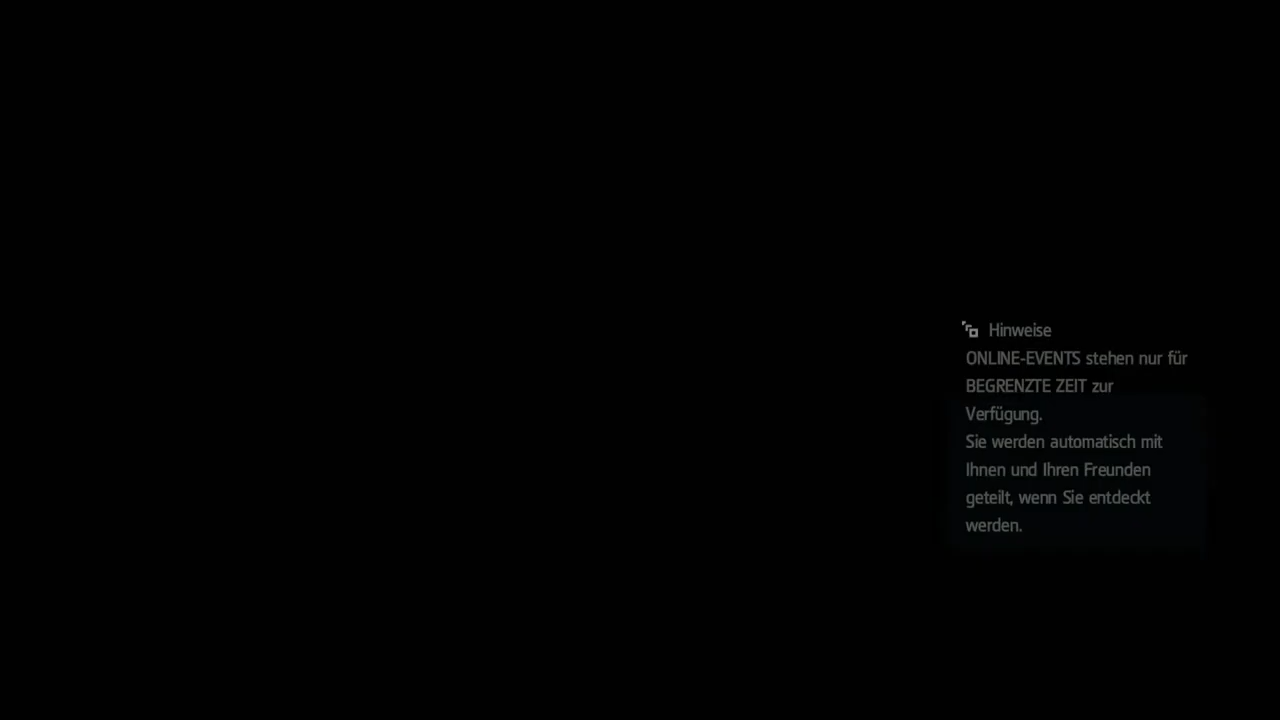 Hinweise
ONLINE-EVENTS stehen nur für
BEGRENZTE ZEIT zur
Verfügung.
Sie werden automatisch mit
Ihnen und Ihren Freunden
geteilt, wenn Sie entdeckt
werden.